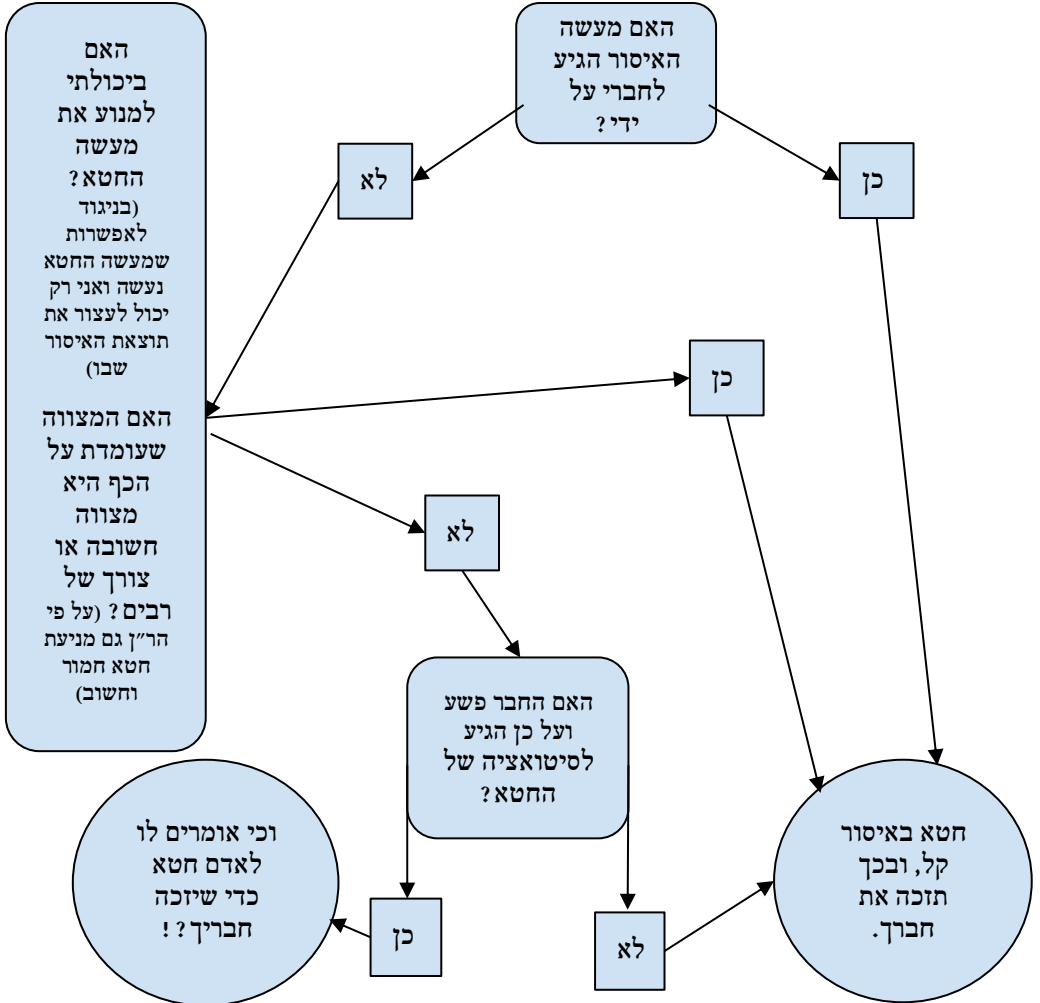 האם מעשה
האיסור הגיע
לחברי על
ידי?
כן
לא
האם
ביכולתי
למנוע את
מעשה
החטא?
(בניגוד
לאפשרות
שמעשה החטא
נעשה ואני רק
יכול לעצור את
תוצאת האיסור
שבו)
האם המצווה
שעומדת על
הכף היא
מצווה
חשובה או
צורך של
רבים? (על פי
הר״ן גם מניעת
חטא חמור
וחשוב)
כן
לא
האם החבר פשע
ועל כן הגיע
לסיטואציה של
החטא?
כן
לא
חטא באיסור
קל, ובכך
תזכה את
חברך.
וכי אומרים לו
לאדם חטא
כדי שיזכה
חבריך?!